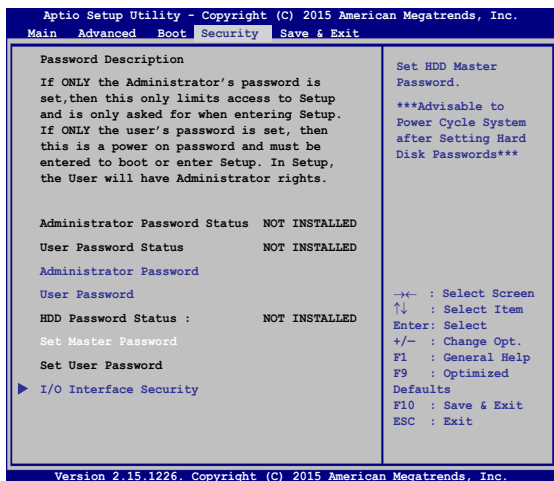 Aptio Setup Utility - Copyright (C) 2015 American Megatrends, Inc.
Main Advanced Boot Security Save & Exit
Password Description
If ONLY the Administrator's password is
set,then this only limits access to Setup
and is only asked for when entering Setup.
If ONLY the user's password is set, then
this is a power on password and must be
entered to boot or enter Setup. In Setup,
the User will have Administrator rights.
Administrator Password Status NOT INSTALLED
User Password Status NOT INSTALLED
Administrator Password
User Password
HDD Password Status : NOT INSTALLED
Set Master Password
Set User Password
I/O Interface Security
Set HDD Master
Password.
***Advisable to
Power Cycle System
after Setting Hard
Disk Passwords***
→← : Select Screen
↑↓ : Select Item
Enter: Select
+/— : Change Opt.
F1 : General Help
F9 : Optimized
Defaults
F10 : Save & Exit
ESC : Exit
Version 2.15.1226. Copyright (C) 2015 American Megatrends, Inc.